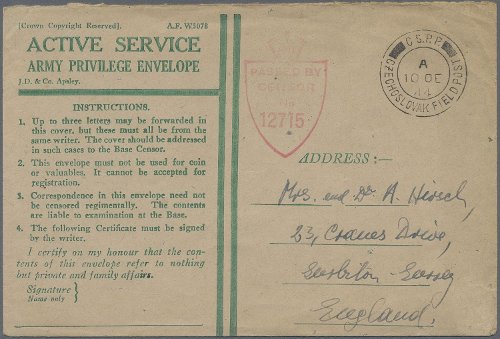 [Crown Copyright Reserved].
A.F. W3078
ACTIVE SERVICE
ARMY PRIVILEGE ENVELOPE
J.D. & Co. Apsley.
INSTRUCTIONS.
1. Up to three letters may be forwarded in
this cover, but these must all be from the
same writer. The cover should be addressed
in such cases to the Base Censor.
2. This envelope must not be used for coin
or valuables. It cannot be accepted for
registration.
3. Correspondence in this envelope need not
be censored regimentally. The contents
are liable to examination at the Base.
4. The following Certificate must be signed
by the writer.
I certify on my honour that the con-
tents of this envelope refer to nothing
but private and family affairs.
Signature
Name only
PASSED BY
CENSOR
No
12715
C S.P.P
A
10 DE
44
CZECHOSLOVAK FIELD POST
ADDRESS :—
Mrs. and Dr A. Hirsch,
23, Cranes Drive,
Surbiton - Surrey
England.